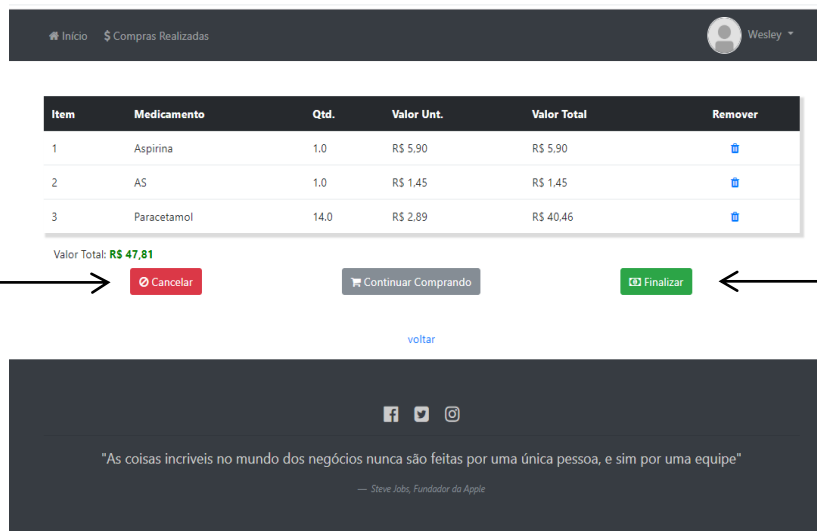 Início $ Compras Realizadas Wesley
Item Medicamento Qtd. Valor Unt. Valor Total Remover
1 Aspirina 1.0 R$ 5,90 R$ 5,90
2 AS 1.0 R$ 1,45 R$ 1,45
3 Paracetamol 14.0 R$ 2,89 R$ 40,46
Valor Total: R$ 47,81
Cancelar Continuar Comprando Finalizar
voltar
"As coisas incriveis no mundo dos negócios nunca são feitas por uma única pessoa, e sim por uma equipe"
— Steve Jobs, Fundador da Apple